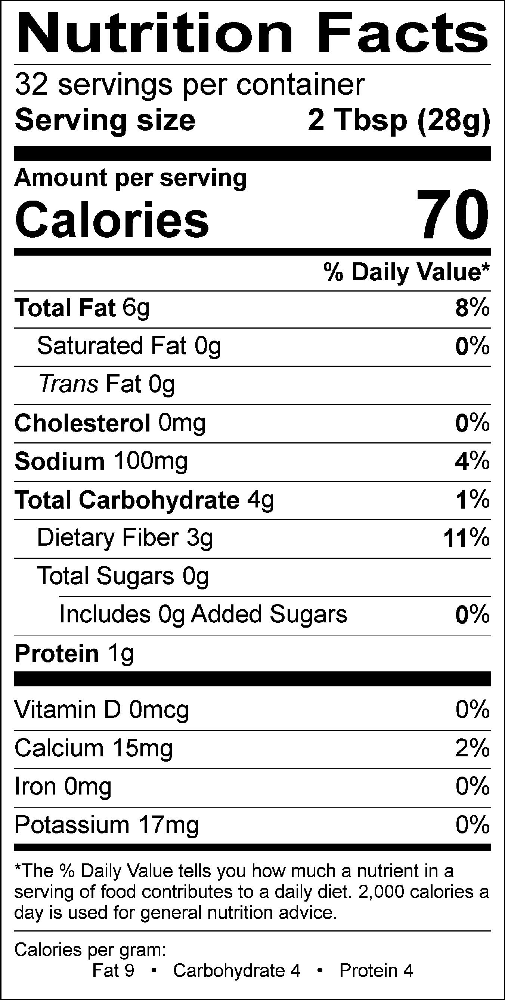 Nutrition Facts
32 servings per container
Serving size 2 Tbsp (28g)
Amount per serving
Calories 70
% Daily Value*
Total Fat 6g 8%
Saturated Fat 0g 0%
Trans Fat 0g
Cholesterol 0mg 0%
Sodium 100mg 4%
Total Carbohydrate 4g 1%
Dietary Fiber 3g 11%
Total Sugars 0g
Includes 0g Added Sugars 0%
Protein 1g
Vitamin D 0mcg 0%
Calcium 15mg 2%
Iron 0mg 0%
Potassium 17mg 0%
*The % Daily Value tells you how much a nutrient in a
serving of food contributes to a daily diet. 2,000 calories a
day is used for general nutrition advice.
Calories per gram:
Fat 9 • Carbohydrate 4 • Protein 4